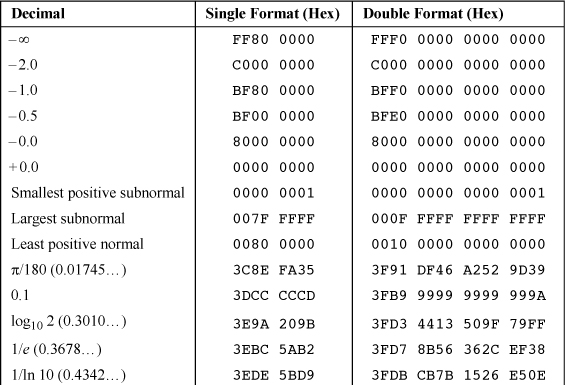 Decimal Single Format (Hex) Double Format (Hex)
–∞ FF80 0000 FFF0 0000 0000 0000
–2.0 C000 0000 C000 0000 0000 0000
–1.0 BF80 0000 BFF0 0000 0000 0000
–0.5 BF00 0000 BFE0 0000 0000 0000
–0.0 8000 0000 8000 0000 0000 0000
+0.0 0000 0000 0000 0000 0000 0000
Smallest positive subnormal 0000 0001 0000 0000 0000 0001
Largest subnormal 007F FFFF 000F FFFF FFFF FFFF
Least positive normal 0080 0000 0010 0000 0000 0000
π/180 (0.01745…) 3C8E FA35 3F91 DF46 A252 9D39
0.1 3DCC CCCD 3FB9 9999 9999 999A
log₁₀ 2 (0.3010…) 3E9A 209B 3FD3 4413 509F 79FF
1/e (0.3678…) 3EBC 5AB2 3FD7 8B56 362C EF38
1/ln 10 (0.4342…) 3EDE 5BD9 3FDB CB7B 1526 E50E